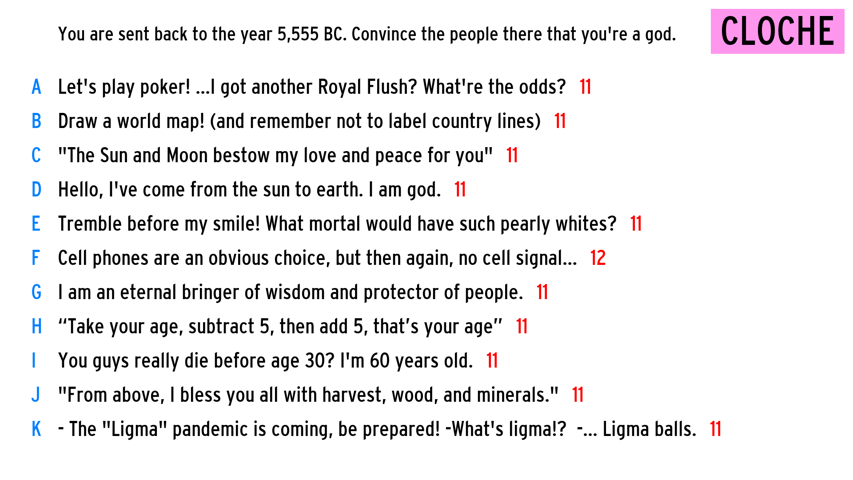 You are sent back to the year 5,555 BC. Convince the people there that you're a god. CLOCHE
A Let's play poker! ...I got another Royal Flush? What're the odds? 11
B Draw a world map! (and remember not to label country lines) 11
C "The Sun and Moon bestow my love and peace for you" 11
D Hello, I've come from the sun to earth. I am god. 11
E Tremble before my smile! What mortal would have such pearly whites? 11
F Cell phones are an obvious choice, but then again, no cell signal... 12
G I am an eternal bringer of wisdom and protector of people. 11
H “Take your age, subtract 5, then add 5, that’s your age” 11
I You guys really die before age 30? I'm 60 years old. 11
J "From above, I bless you all with harvest, wood, and minerals." 11
K - The "Ligma" pandemic is coming, be prepared! -What's ligma!? -... Ligma balls. 11